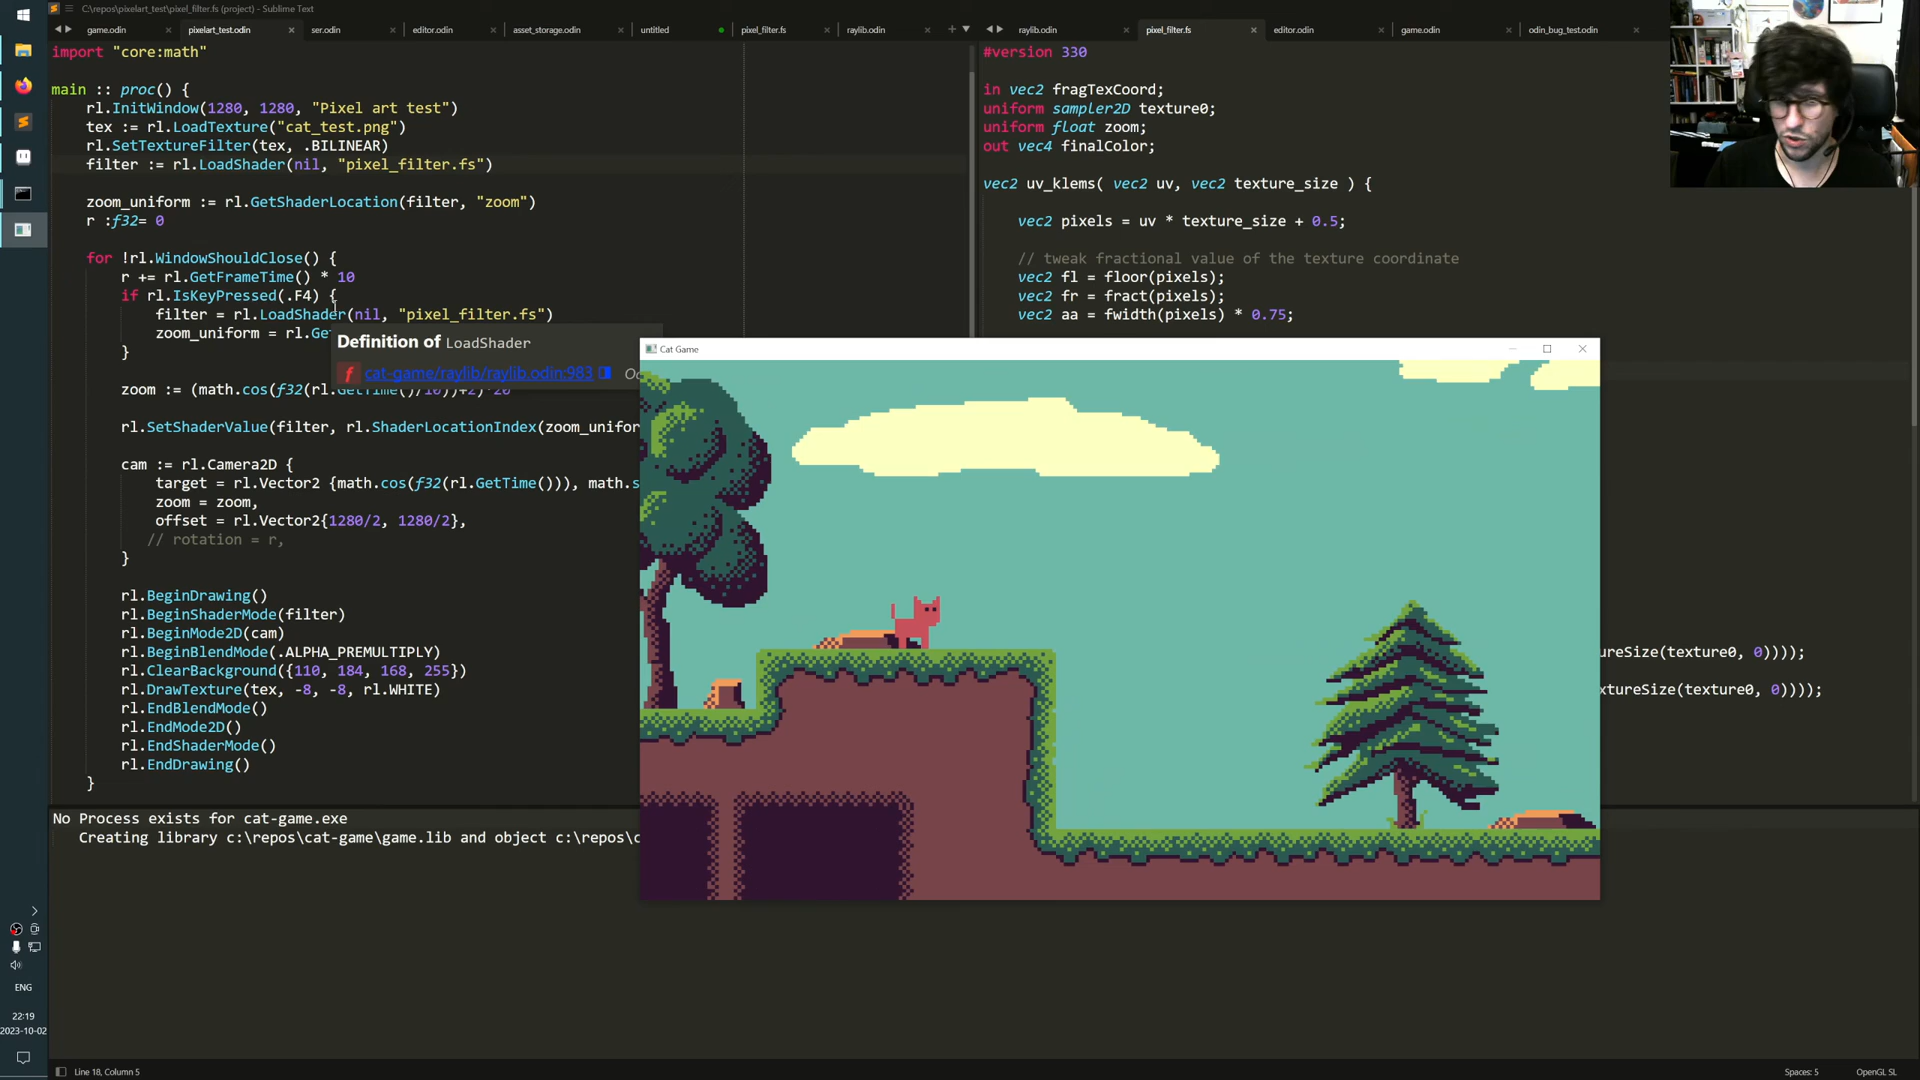 C:\repos\pixelart_test\pixel_filter.fs (project) - Sublime Text
game.odin
pixelart_test.odin
ser.odin
editor.odin
asset_storage.odin
untitled
pixel_filter.fs
raylib.odin
raylib.odin
pixel_filter.fs
editor.odin
game.odin
odin_bug_test.odin
import "core:math"
main :: proc() {
rl.InitWindow(1280, 1280, "Pixel art test")
tex := rl.LoadTexture("cat_test.png")
rl.SetTextureFilter(tex, .BILINEAR)
filter := rl.LoadShader(nil, "pixel_filter.fs")
zoom_uniform := rl.GetShaderLocation(filter, "zoom")
r :f32= 0
for !rl.WindowShouldClose() {
r += rl.GetFrameTime() * 10
if rl.IsKeyPressed(.F4) {
filter = rl.LoadShader(nil, "pixel_filter.fs")
zoom_uniform = rl.Ge
}
Definition of LoadShader
f cat-game/raylib/raylib.odin:983
zoom := (math.cos(f32(rl.GetTime()/10))+2)*20
rl.SetShaderValue(filter, rl.ShaderLocationIndex(zoom_unifor
cam := rl.Camera2D {
target = rl.Vector2 {math.cos(f32(rl.GetTime())), math.s
zoom = zoom,
offset = rl.Vector2{1280/2, 1280/2},
// rotation = r,
}
rl.BeginDrawing()
rl.BeginShaderMode(filter)
rl.BeginMode2D(cam)
rl.BeginBlendMode(.ALPHA_PREMULTIPLY)
rl.ClearBackground({110, 184, 168, 255})
rl.DrawTexture(tex, -8, -8, rl.WHITE)
rl.EndBlendMode()
rl.EndMode2D()
rl.EndShaderMode()
rl.EndDrawing()
}
#version 330
in vec2 fragTexCoord;
uniform sampler2D texture0;
uniform float zoom;
out vec4 finalColor;
vec2 uv_klems( vec2 uv, vec2 texture_size ) {
vec2 pixels = uv * texture_size + 0.5;
// tweak fractional value of the texture coordinate
vec2 fl = floor(pixels);
vec2 fr = fract(pixels);
vec2 aa = fwidth(pixels) * 0.75;
Cat Game
ureSize(texture0, 0))));
xtureSize(texture0, 0))));
No Process exists for cat-game.exe
Creating library c:\repos\cat-game\game.lib and object c:\repos\c
ENG
22:19
2023-10-02
Line 18, Column 5
Spaces: 5
OpenGL SL